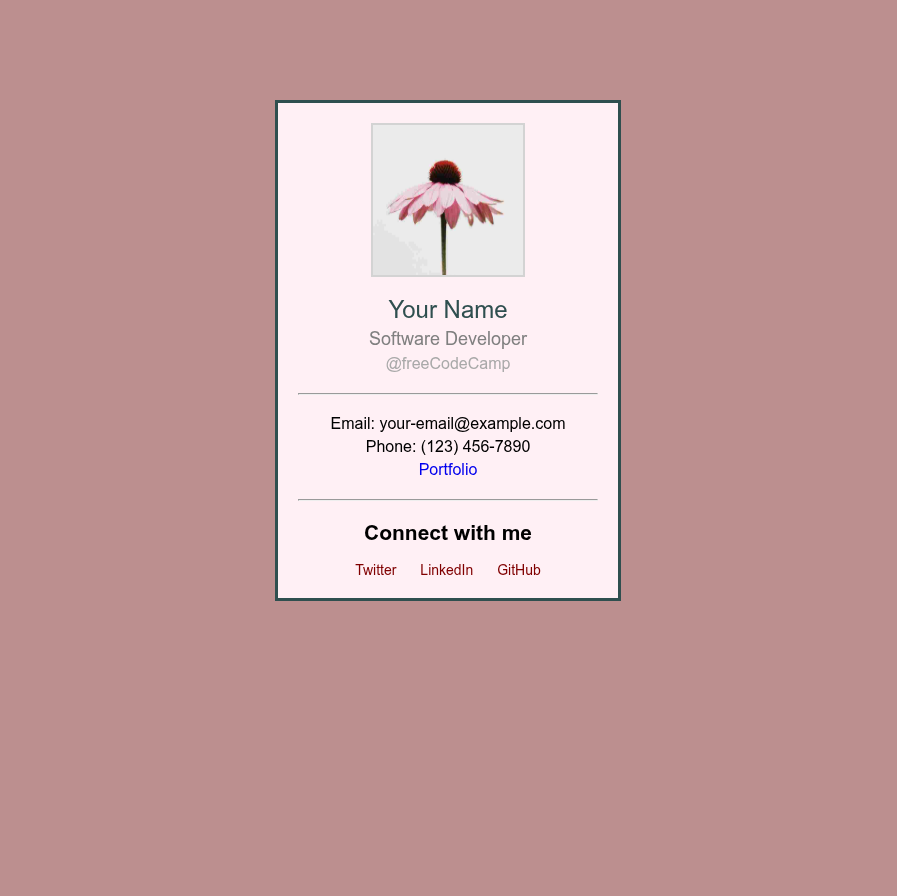 Your Name
Software Developer
@freeCodeCamp
Email: your-email@example.com
Phone: (123) 456-7890
Portfolio
Connect with me
Twitter LinkedIn GitHub